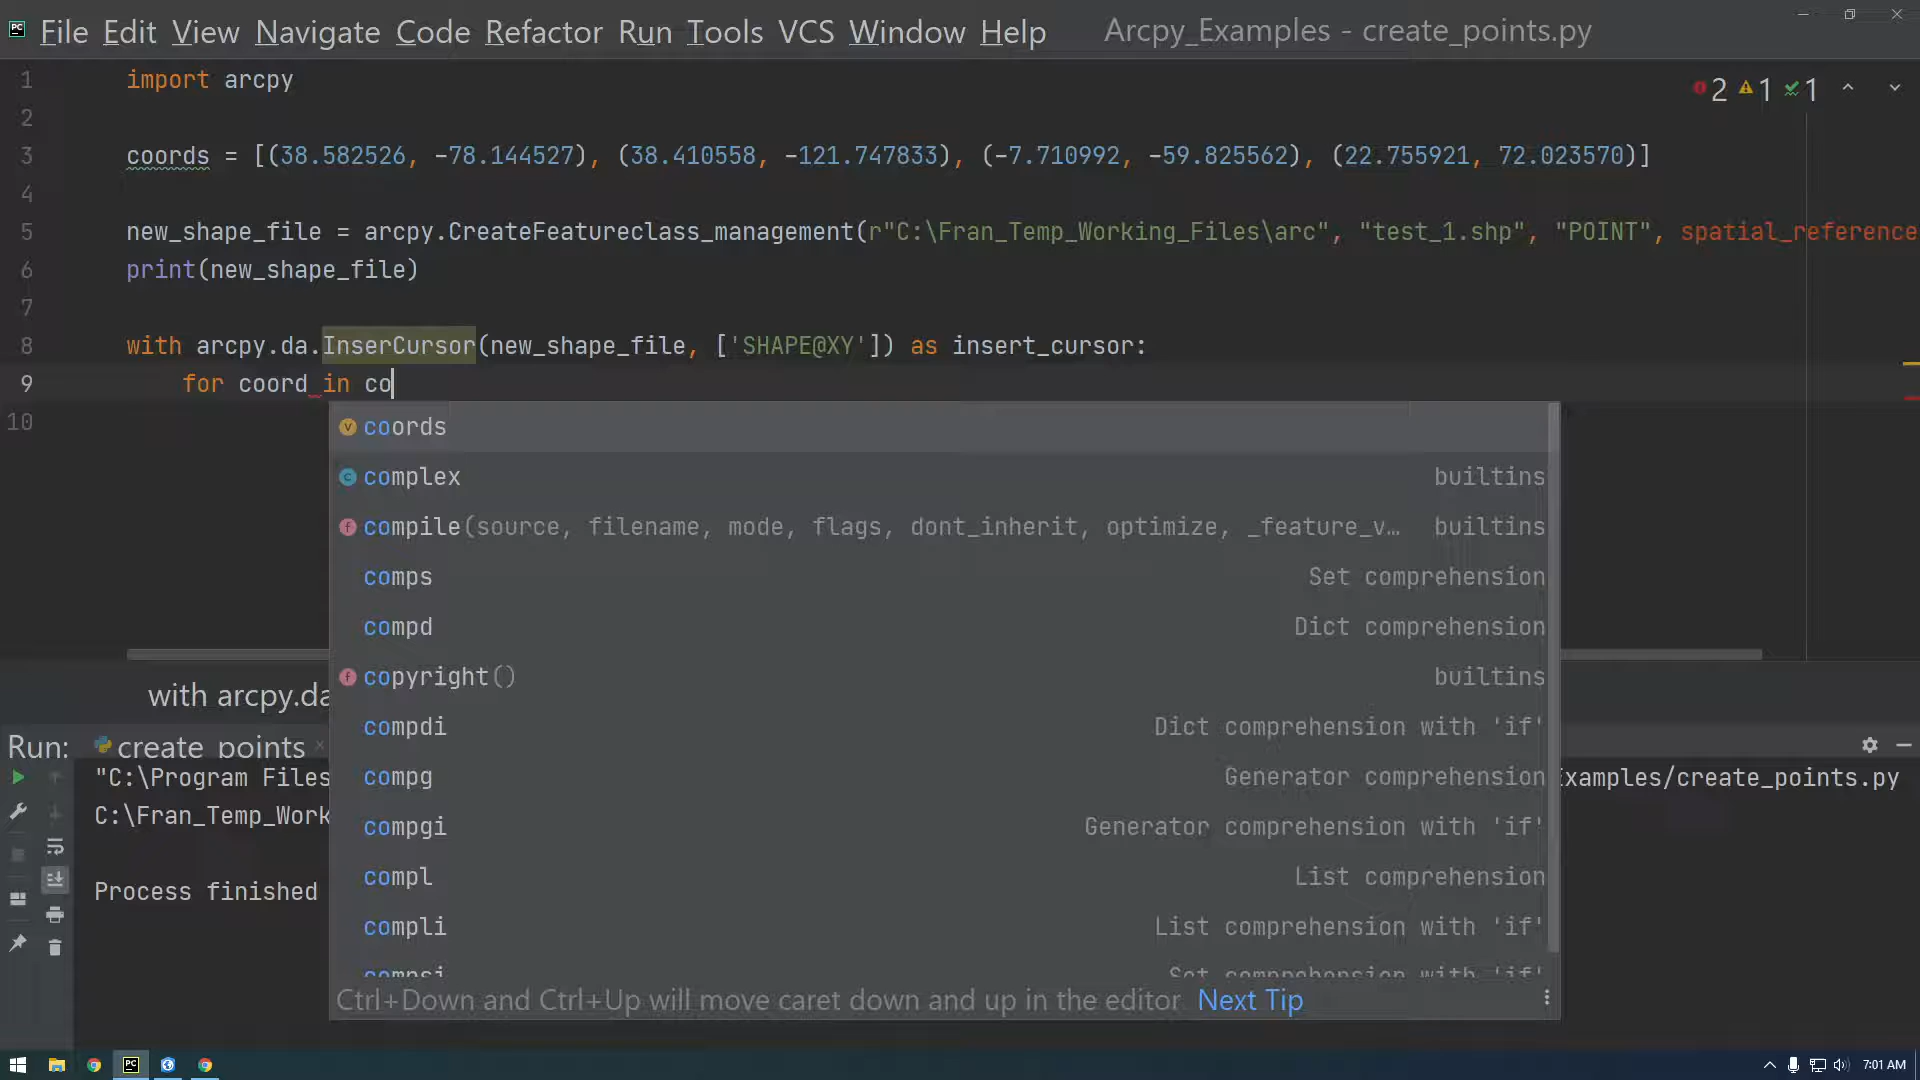 File Edit View Navigate Code Refactor Run Tools VCS Window Help Arcpy_Examples - create_points.py
1 import arcpy
2 1 1
2
3 coords = [(38.582526, -78.144527), (38.410558, -121.747833), (-7.710992, -59.825562), (22.755921, 72.023570)]
4
5 new_shape_file = arcpy.CreateFeatureclass_management(r"C:\Fran_Temp_Working_Files\arc", "test_1.shp", "POINT", spatial_reference
6 print(new_shape_file)
7
8 with arcpy.da.InserCursor(new_shape_file, ['SHAPE@XY']) as insert_cursor:
9 for coord in co
10
coords
complex builtins
compile(source, filename, mode, flags, dont_inherit, optimize, _feature_v… builtins
comps Set comprehension
compd Dict comprehension
copyright() builtins
compdi Dict comprehension with 'if'
compg Generator comprehension
compgi Generator comprehension with 'if'
compl List comprehension
compli List comprehension with 'if'
compsi Set comprehension with 'if'
Ctrl+Down and Ctrl+Up will move caret down and up in the editor Next Tip
with arcpy.da
Run: create_points
"C:\Program Files Examples/create_points.py
C:\Fran_Temp_Work
Process finished
7:01 AM